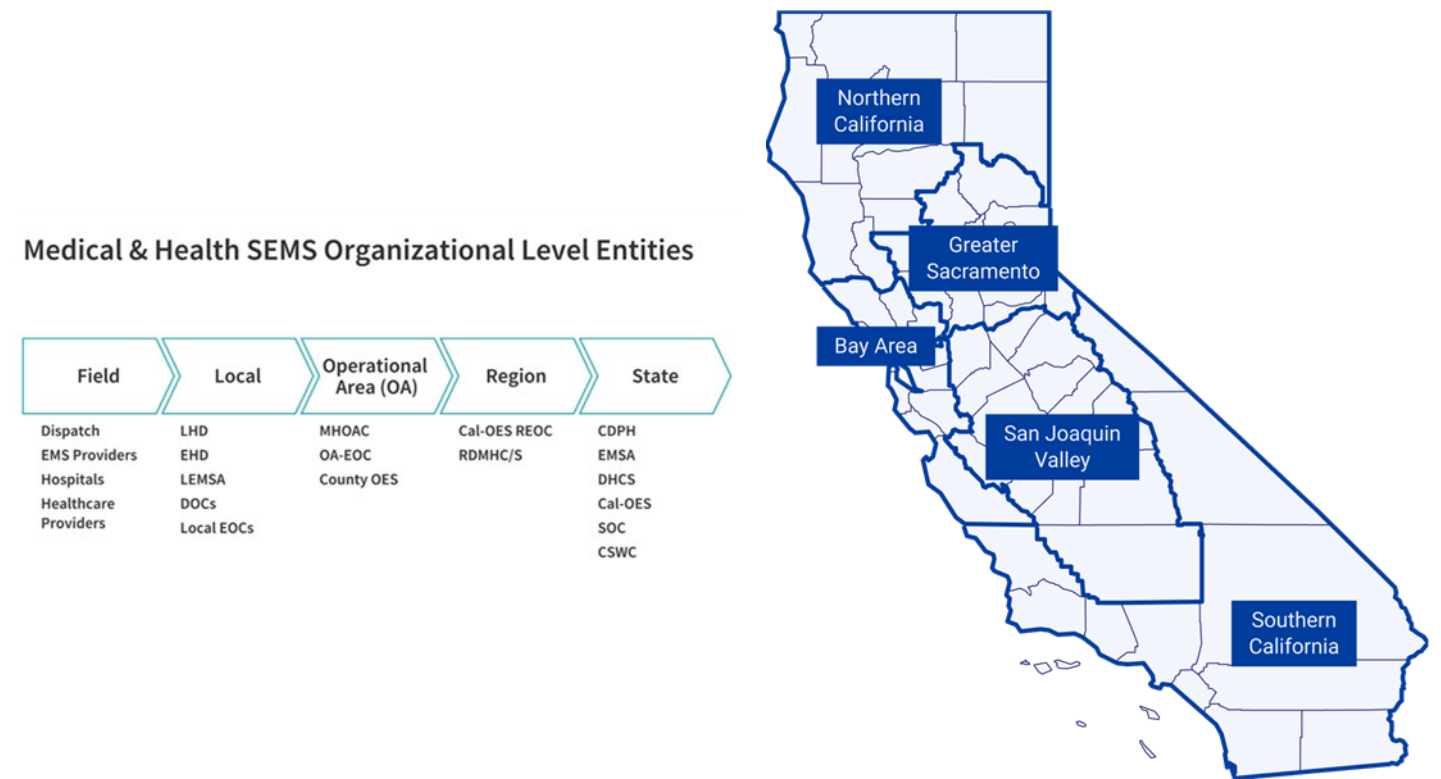 Medical & Health SEMS Organizational Level Entities
Field
Local
Operational
Area (OA)
Region
State
Dispatch
EMS Providers
Hospitals
Healthcare
Providers
LHD
EHD
LEMSA
DOCs
Local EOCs
MHOAC
OA-EOC
County OES
Cal-OES REOC
RDMHC/S
CDPH
EMSA
DHCS
Cal-OES
SOC
CSWC
Northern
California
Greater
Sacramento
Bay Area
San Joaquin
Valley
Southern
California